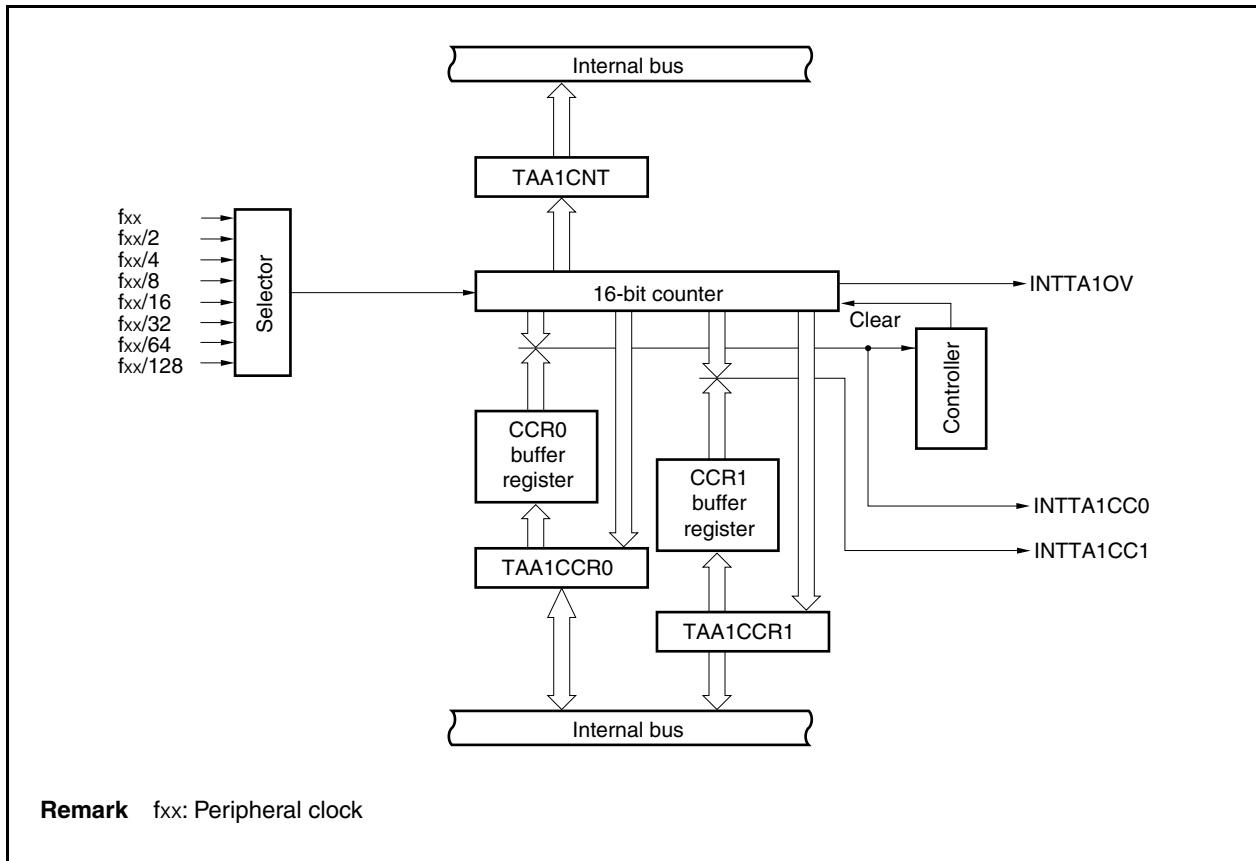 Internal bus
TAA1CNT
fxx
fxx/2
fxx/4
fxx/8
fxx/16
fxx/32
fxx/64
fxx/128
Selector
16-bit counter
INTTA1OV
Clear
Controller
CCR0
buffer
register
CCR1
buffer
register
INTTA1CC0
INTTA1CC1
TAA1CCR0
TAA1CCR1
Internal bus
Remark fxx: Peripheral clock